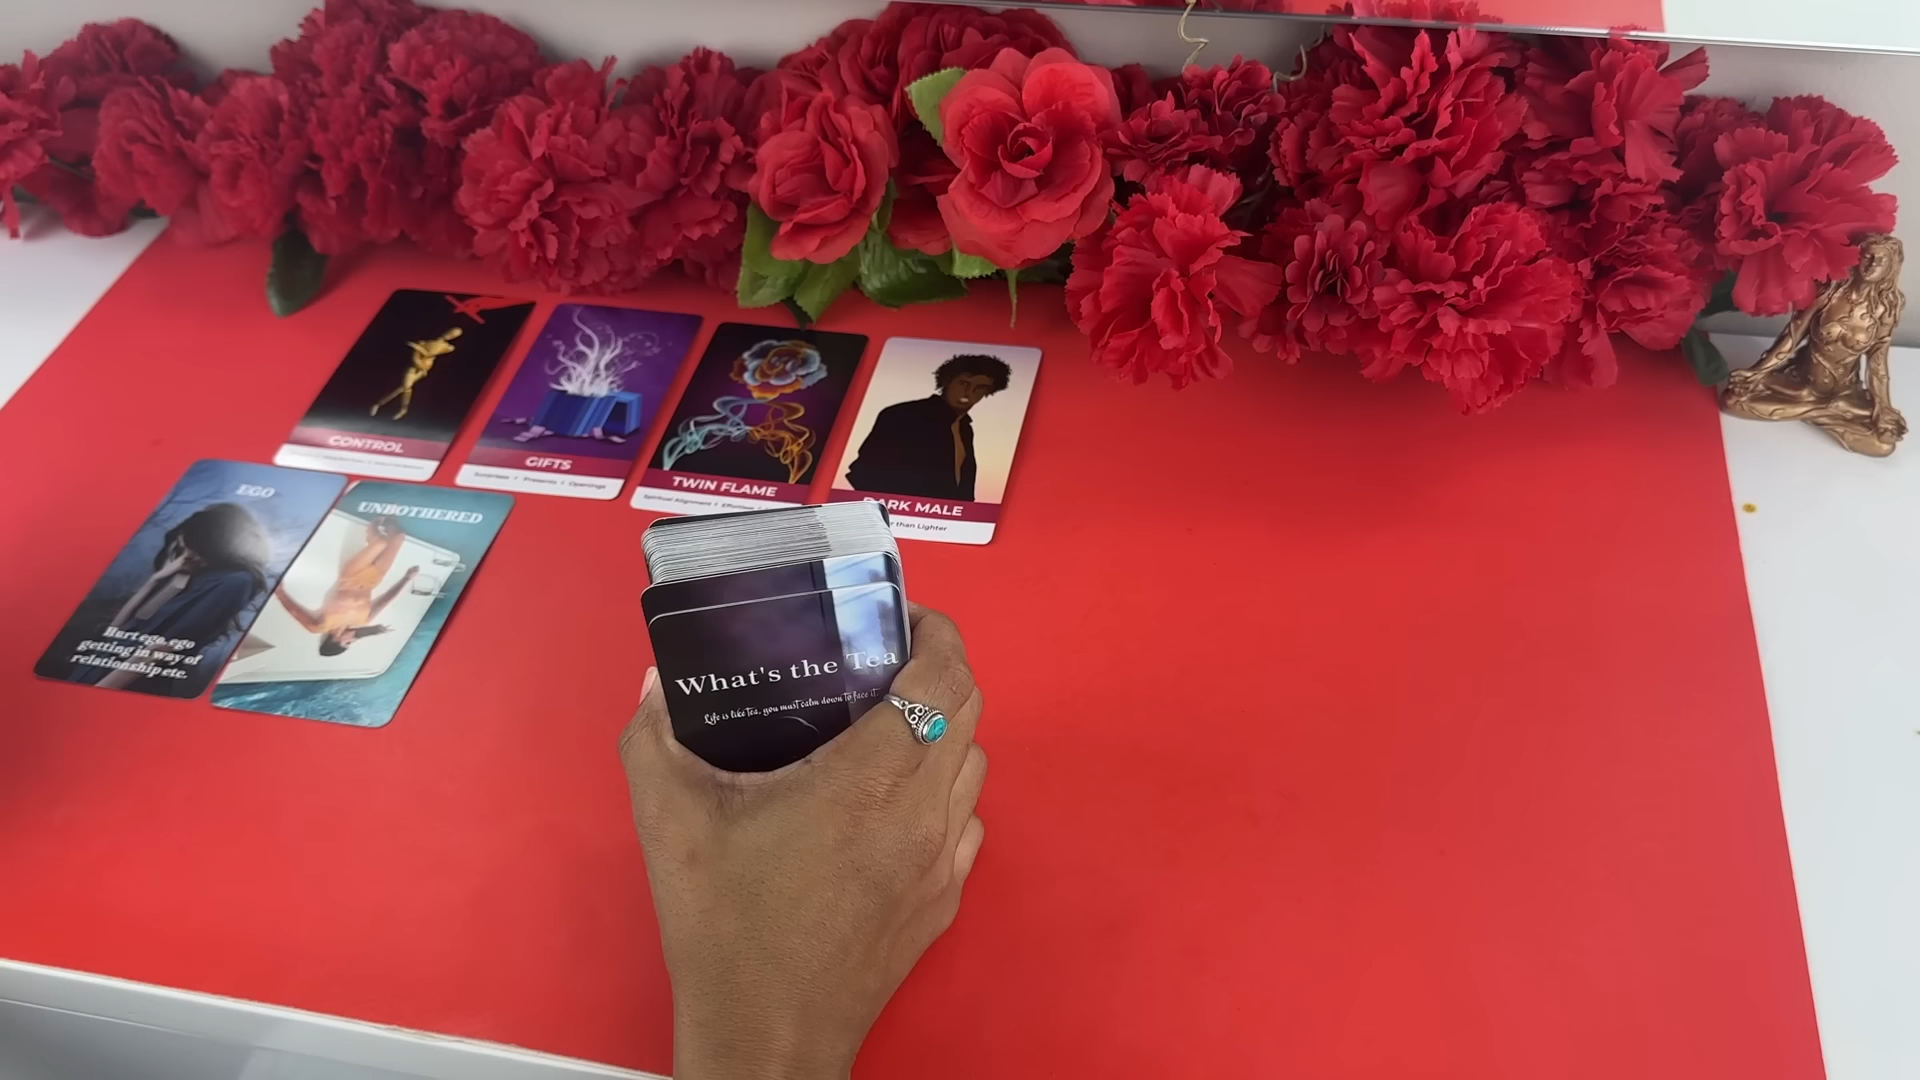 CONTROL
GIFTS
Surprises | Presents | Openings
TWIN FLAME
Spiritual Alignment | Effortless
DARK MALE
r than Lighter
EGO
Hurt ego, ego
getting in way of
relationship etc.
UNBOTHERED
What's the Tea
Life is like Tea, you must calm down to face it.